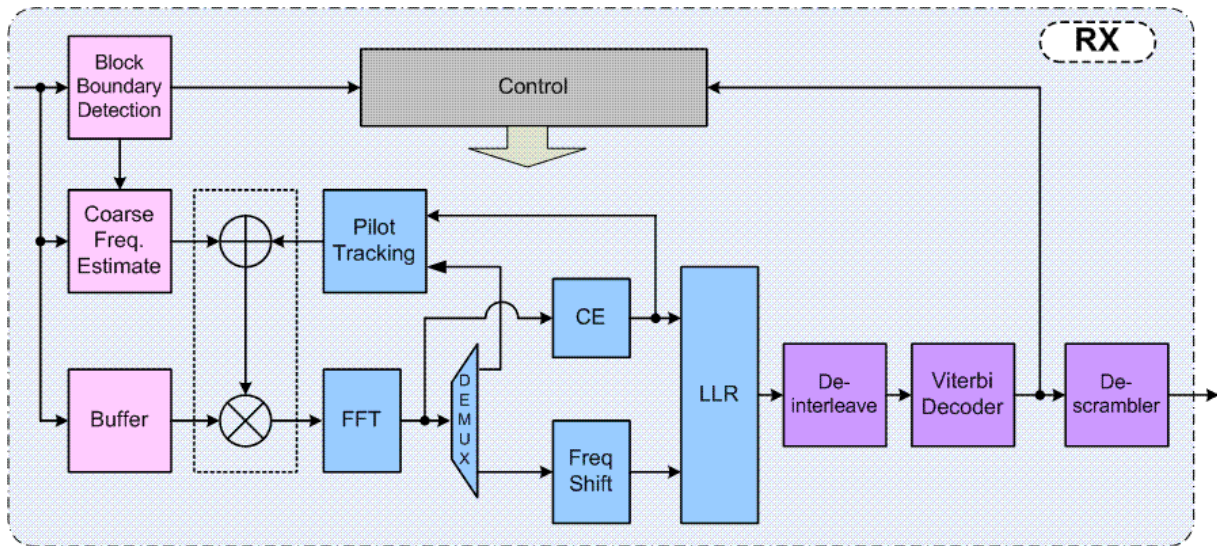 RX
Block
Boundary
Detection
Control
Coarse
Freq.
Estimate
Pilot
Tracking
CE
LLR
Buffer
FFT
DEMUX
Freq
Shift
De-
interleave
Viterbi
Decoder
De-
scrambler